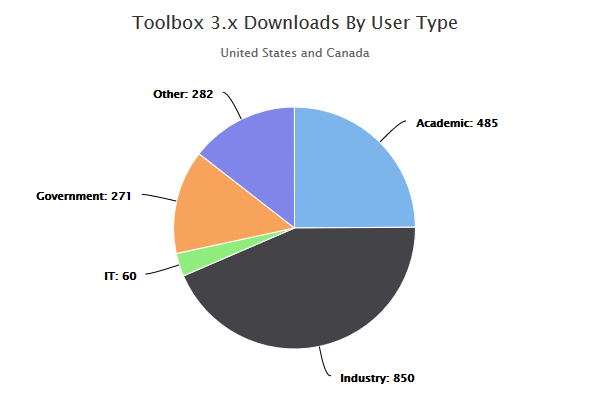 Toolbox 3.x Downloads By User Type
United States and Canada
Other: 282
Academic: 485
Government: 271
IT: 60
Industry: 850